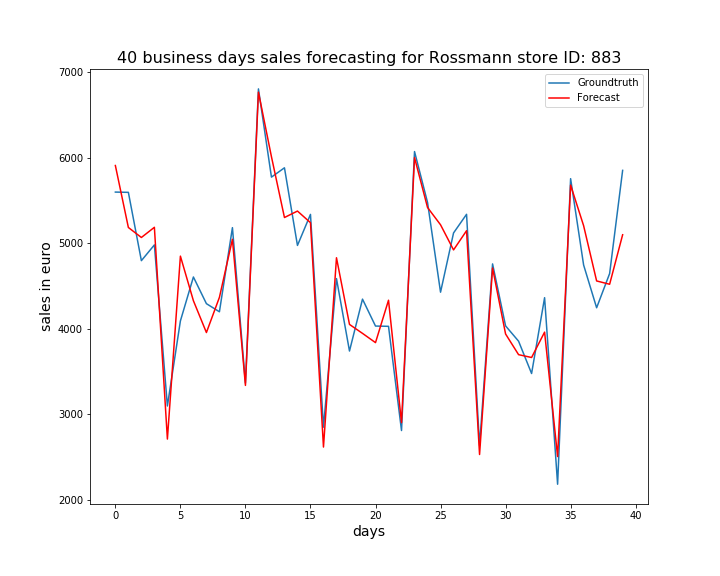 40 business days sales forecasting for Rossmann store ID: 883
Groundtruth
Forecast
sales in euro
7000
6000
5000
4000
3000
2000
0 5 10 15 20 25 30 35 40
days